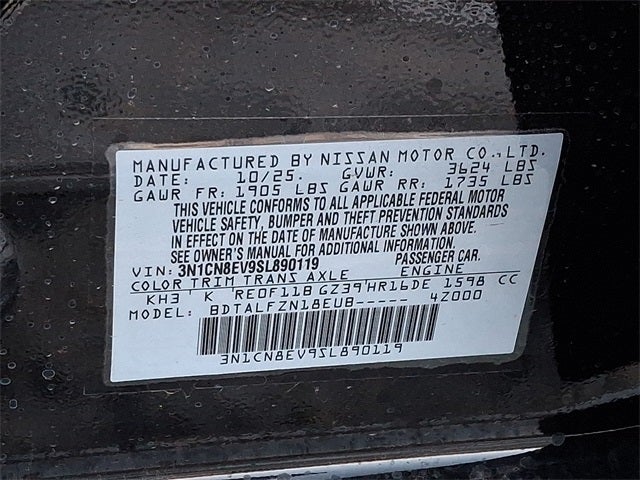 MANUFACTURED BY NISSAN MOTOR CO., LTD.
DATE: 10/25. GVWR: 3624 LBS
GAWR FR: 1905 LBS GAWR RR: 1735 LBS
THIS VEHICLE CONFORMS TO ALL APPLICABLE FEDERAL MOTOR
VEHICLE SAFETY, BUMPER AND THEFT PREVENTION STANDARDS
IN EFFECT ON THE DATE OF MANUFACTURE SHOWN ABOVE.
SEE OWNER'S MANUAL FOR ADDITIONAL INFORMATION.
VIN: 3N1CN8EV9SL890119 PASSENGER CAR.
COLOR TRIM TRANS AXLE ENGINE
KH3 K RE0F11B GZ39 HR16DE 1598 CC
MODEL: BDTALFZN18EUB----- 4Z000
3N1CN8EV9SL890119